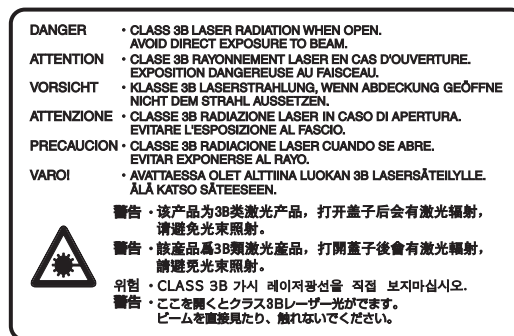 DANGER · CLASS 3B LASER RADIATION WHEN OPEN.
AVOID DIRECT EXPOSURE TO BEAM.
ATTENTION · CLASE 3B RAYONNEMENT LASER EN CAS D'OUVERTURE.
EXPOSITION DANGEREUSE AU FAISCEAU.
VORSICHT · KLASSE 3B LASERSTRAHLUNG, WENN ABDECKUNG GEÖFFNE
NICHT DEM STRAHL AUSSETZEN.
ATTENZIONE · CLASSE 3B RADIAZIONE LASER IN CASO DI APERTURA.
EVITARE L'ESPOSIZIONE AL FASCIO.
PRECAUCION · CLASSE 3B RADIACIONE LASER CUANDO SE ABRE.
EVITAR EXPONERSE AL RAYO.
VAROI · AVATTAESSA OLET ALTTIINA LUOKAN 3B LASERSÅTEILYLLE.
ÅLÅ KATSO SÅTEESEEN.
警告 · 该产品为3B类激光产品，打开盖子后会有激光辐射，
请避免光束照射。
警告 · 該産品爲3B類激光産品，打開蓋子後會有激光輻射，
請避免光束照射。
위험 · CLASS 3B 가시 레이저광선을 직접 보지마십시오.
警告 · ここを開くとクラス3Bレーザー光がでます。
ビームを直接見たり、触れないでください。